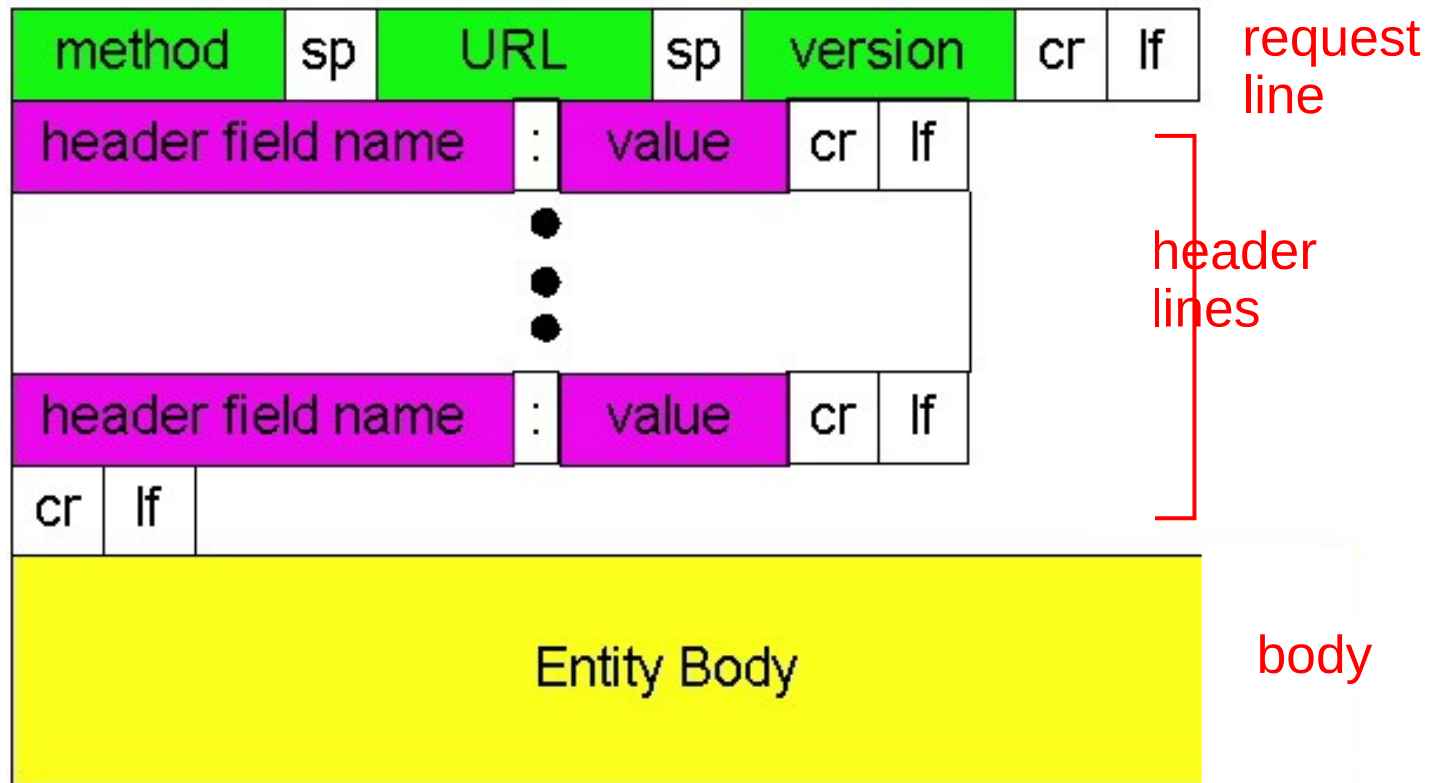 method sp URL sp version cr lf
request
line
header field name : value cr lf
header
lines
header field name : value cr lf
cr lf
Entity Body
body